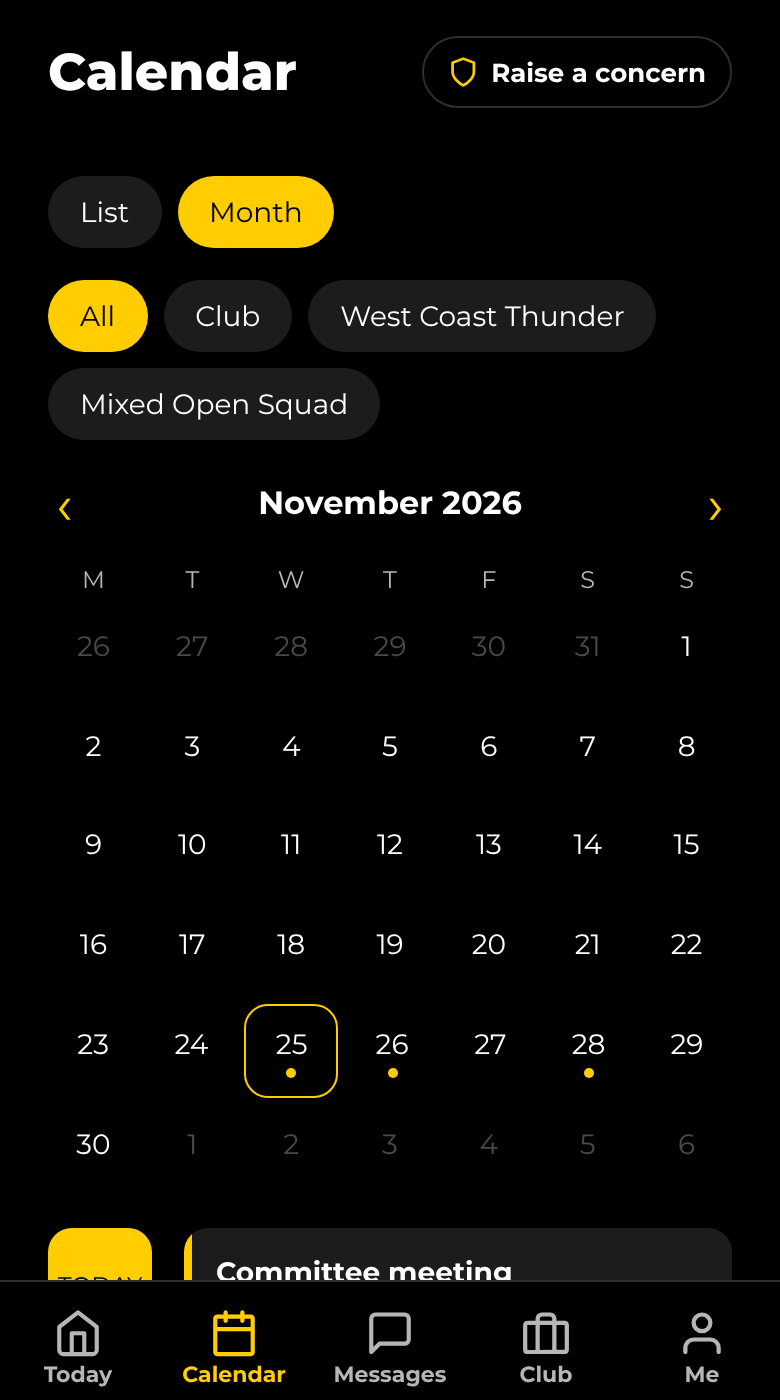 Calendar
Raise a concern
List Month
All Club West Coast Thunder
Mixed Open Squad
‹ November 2026 ›
M T W T F S S
26 27 28 29 30 31 1
2 3 4 5 6 7 8
9 10 11 12 13 14 15
16 17 18 19 20 21 22
23 24 25 26 27 28 29
30 1 2 3 4 5 6
TODAY
Committee meeting
Today Calendar Messages Club Me